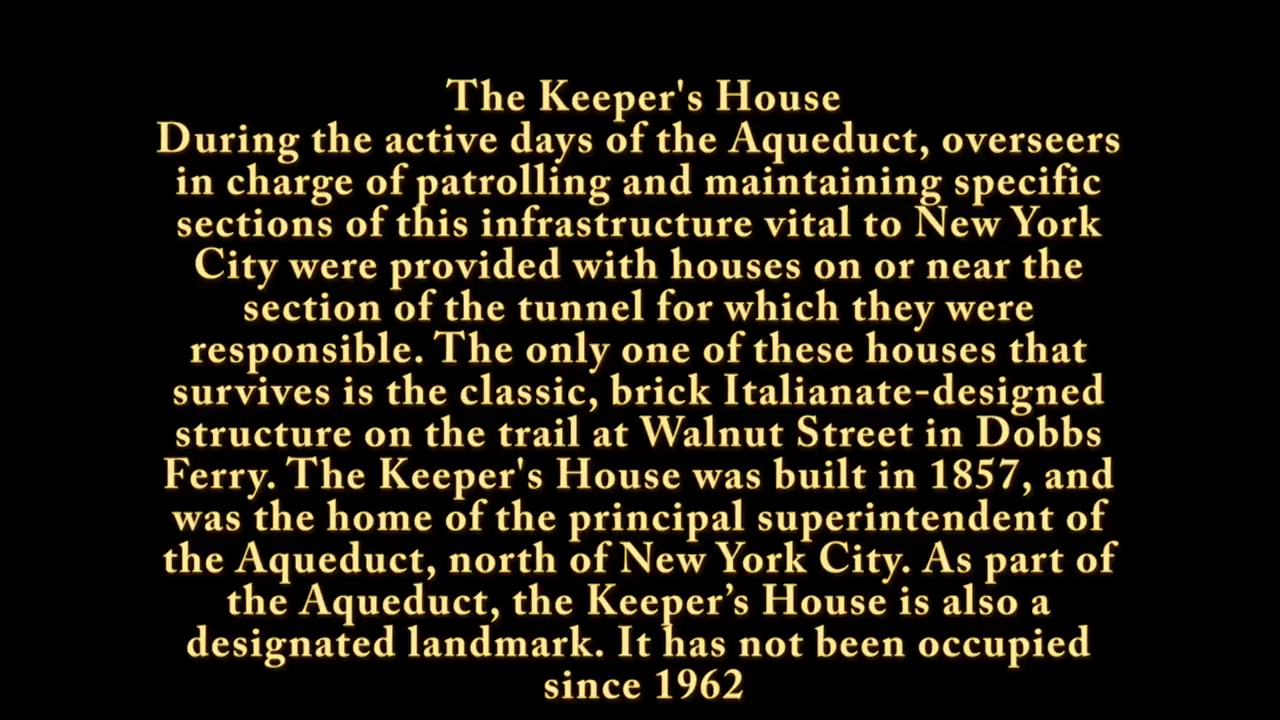 The Keeper's House
During the active days of the Aqueduct, overseers
in charge of patrolling and maintaining specific
sections of this infrastructure vital to New York
City were provided with houses on or near the
section of the tunnel for which they were
responsible. The only one of these houses that
survives is the classic, brick Italianate-designed
structure on the trail at Walnut Street in Dobbs
Ferry. The Keeper's House was built in 1857, and
was the home of the principal superintendent of
the Aqueduct, north of New York City. As part of
the Aqueduct, the Keeper’s House is also a
designated landmark. It has not been occupied
since 1962